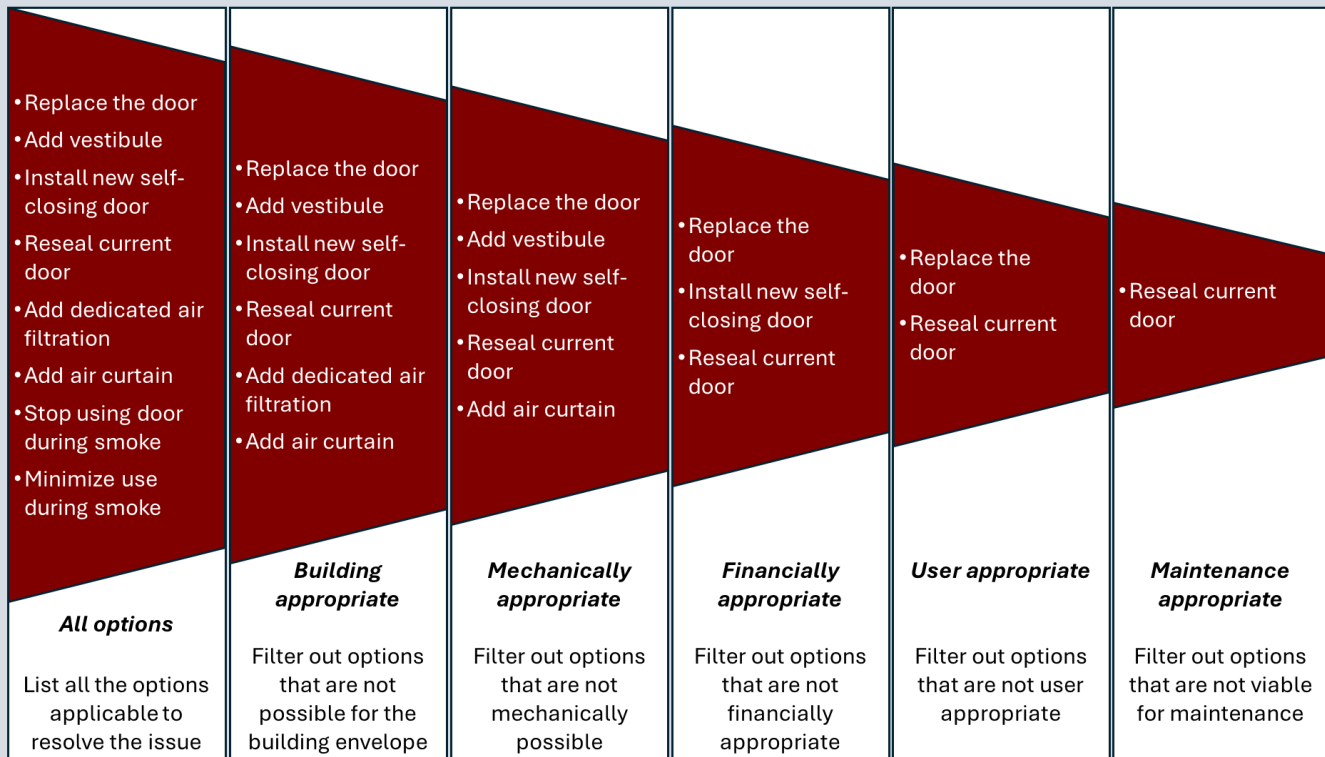 • Replace the door
• Add vestibule
• Install new self-
closing door
• Reseal current
door
• Add dedicated air
filtration
• Add air curtain
• Stop using door
during smoke
• Minimize use
during smoke
All options
List all the options
applicable to
resolve the issue
• Replace the door
• Add vestibule
• Install new self-
closing door
• Reseal current
door
• Add dedicated air
filtration
• Add air curtain
Building
appropriate
Filter out options
that are not
possible for the
building envelope
• Replace the door
• Add vestibule
• Install new self-
closing door
• Reseal current
door
• Add air curtain
Mechanically
appropriate
Filter out options
that are not
mechanically
possible
• Replace the
door
• Install new self-
closing door
• Reseal current
door
Financially
appropriate
Filter out options
that are not
financially
appropriate
• Replace the
door
• Reseal current
door
User appropriate
Filter out options
that are not user
appropriate
• Reseal current
door
Maintenance
appropriate
Filter out options
that are not viable
for maintenance